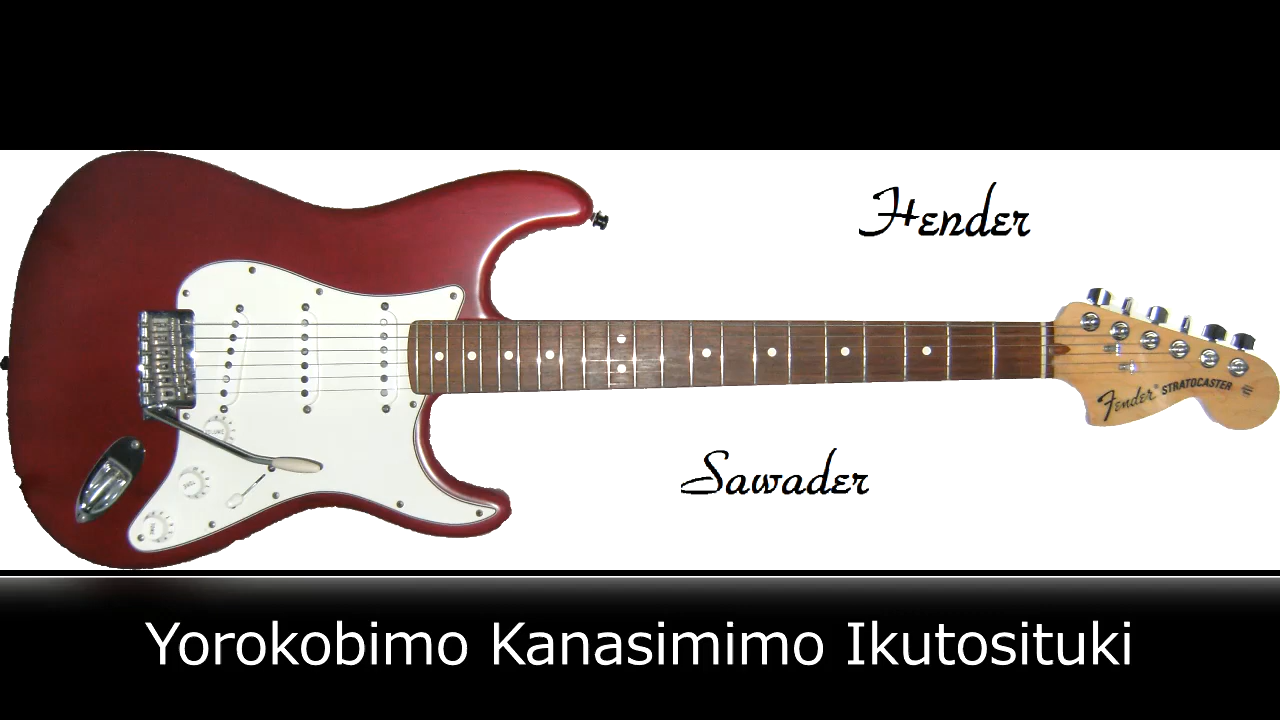 Hender
Fender STRATOCASTER
Sawader
Yorokobimo Kanasimimo Ikutosituki